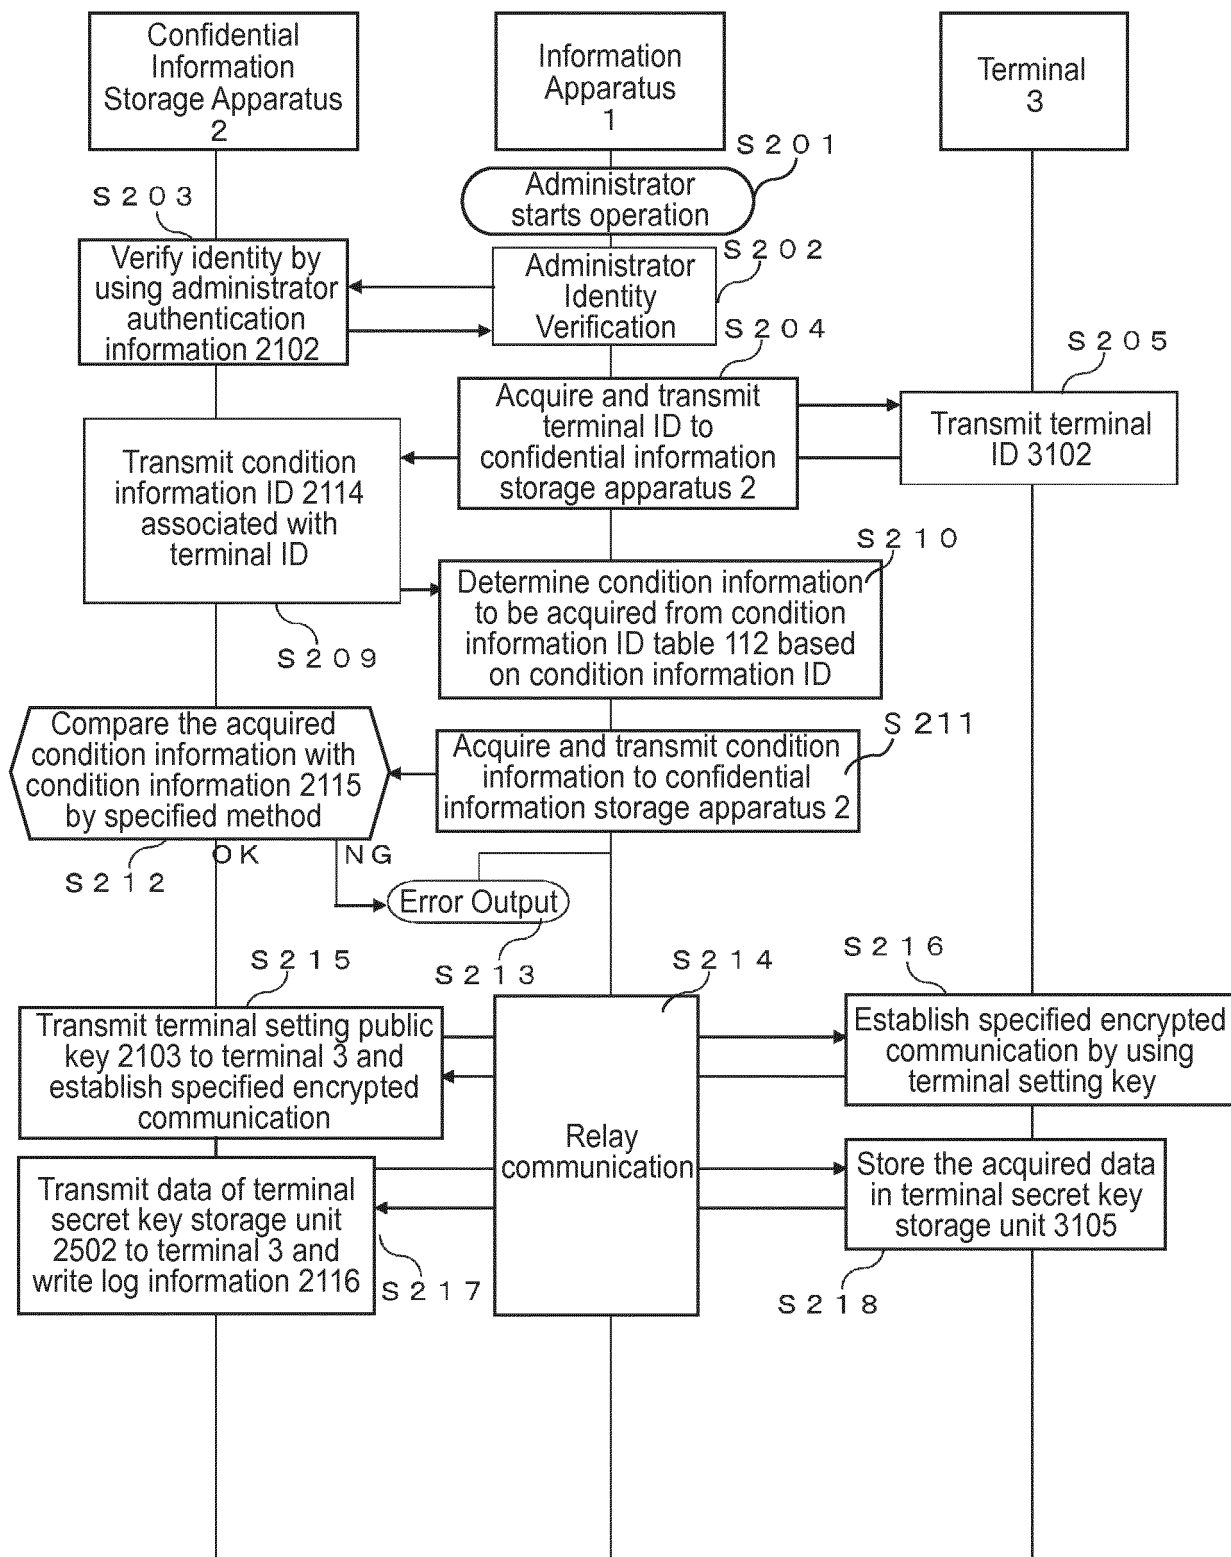 Confidential
Information
Storage Apparatus
2
Information
Apparatus
1
Terminal
3
S201
Administrator
starts operation
S203
Verify identity by
using administrator
authentication
information 2102
S202
Administrator
Identity
Verification
S204
Acquire and transmit
terminal ID to
confidential information
storage apparatus 2
S205
Transmit terminal
ID 3102
Transmit condition
information ID 2114
associated with
terminal ID
S209
S210
Determine condition information
to be acquired from condition
information ID table 112 based
on condition information ID
Compare the acquired
condition information with
condition information 2115
by specified method
S211
Acquire and transmit condition
information to confidential
information storage apparatus 2
OK
NG
S212
Error Output
S213
S215
Transmit terminal setting public
key 2103 to terminal 3 and
establish specified encrypted
communication
S214
Relay
communication
S216
Establish specified encrypted
communication by using
terminal setting key
Transmit data of terminal
secret key storage unit
2502 to terminal 3 and
write log information 2116
S217
Store the acquired data
in terminal secret key
storage unit 3105
S218